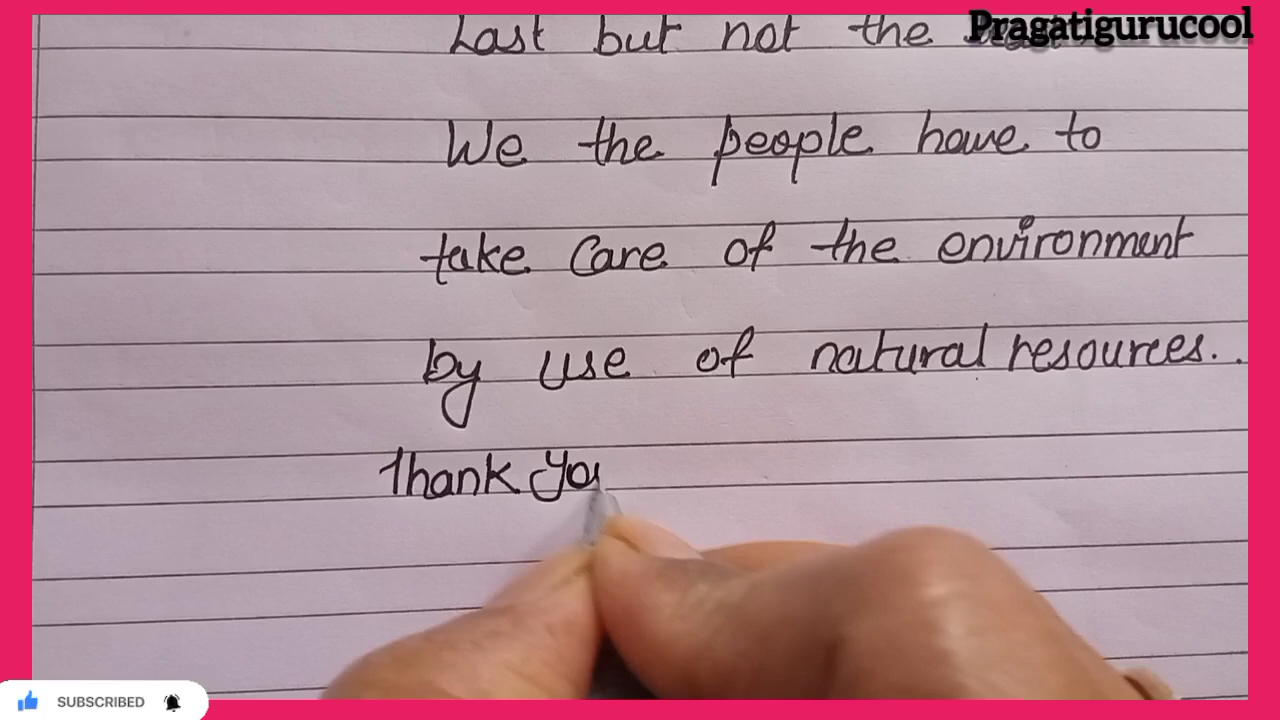 Pragatigurucool
Last but not the
We the people have to
take care of the environment
by use of natural resources..
Thank You
SUBSCRIBED